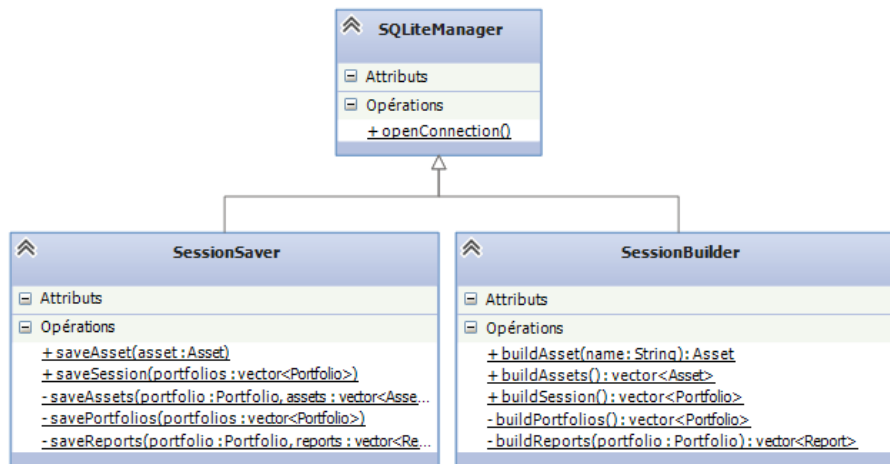 SQLiteManager
Attributs
Opérations
+ openConnection()
SessionSaver
Attributs
Opérations
+ saveAsset(asset : Asset)
+ saveSession(portfolios : vector<Portfolio>)
- saveAssets(portfolio : Portfolio, assets : vector<Asse...
- savePortfolios(portfolios : vector<Portfolio>)
- saveReports(portfolio : Portfolio, reports : vector<Re...
SessionBuilder
Attributs
Opérations
+ buildAsset(name : String) : Asset
+ buildAssets() : vector<Asset>
+ buildSession() : vector<Portfolio>
- buildPortfolios() : vector<Portfolio>
- buildReports(portfolio : Portfolio) : vector<Report>